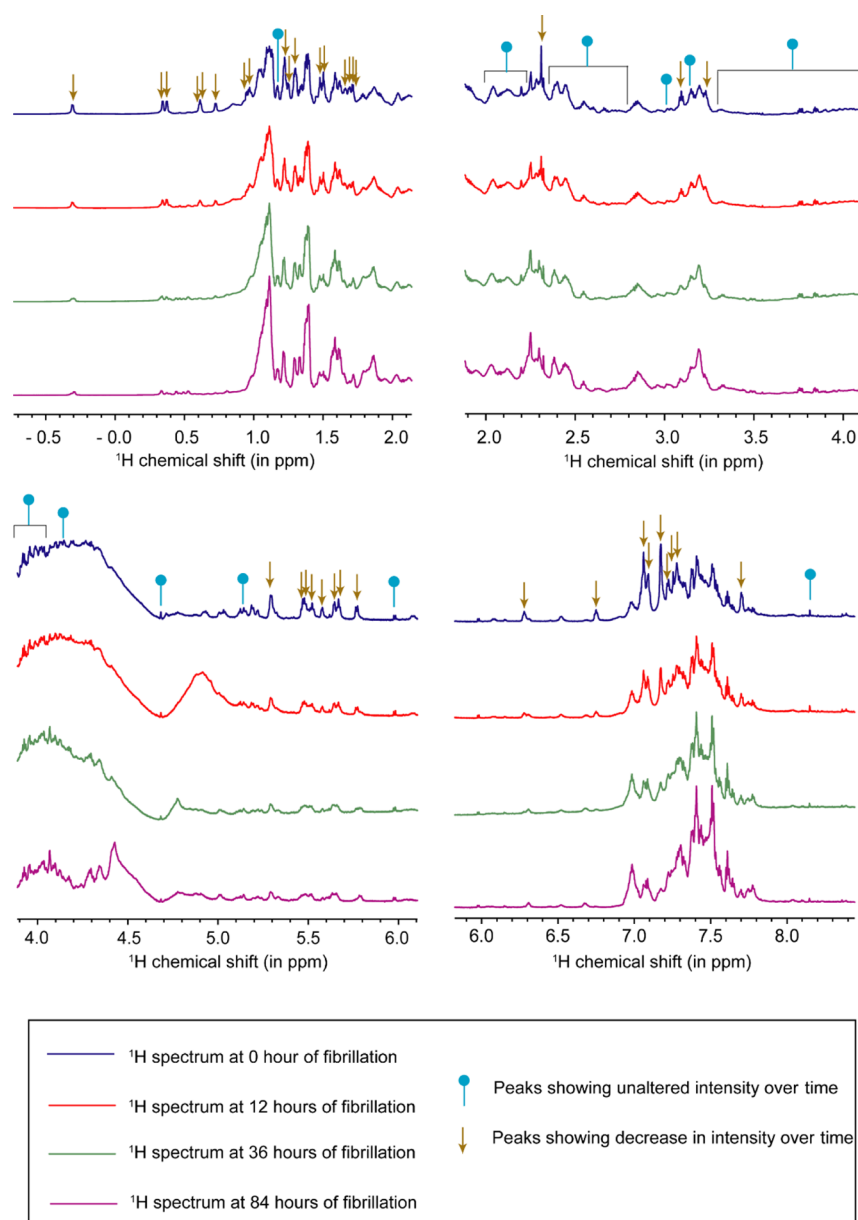 - 0.5 - 0.0 0.5 1.0 1.5 2.0
¹H chemical shift (in ppm)
2.0 2.5 3.0 3.5 4.0
¹H chemical shift (in ppm)
4.0 4.5 5.0 5.5 6.0
¹H chemical shift (in ppm)
6.0 6.5 7.0 7.5 8.0
¹H chemical shift (in ppm)
¹H spectrum at 0 hour of fibrillation
¹H spectrum at 12 hours of fibrillation
¹H spectrum at 36 hours of fibrillation
¹H spectrum at 84 hours of fibrillation
Peaks showing unaltered intensity over time
Peaks showing decrease in intensity over time